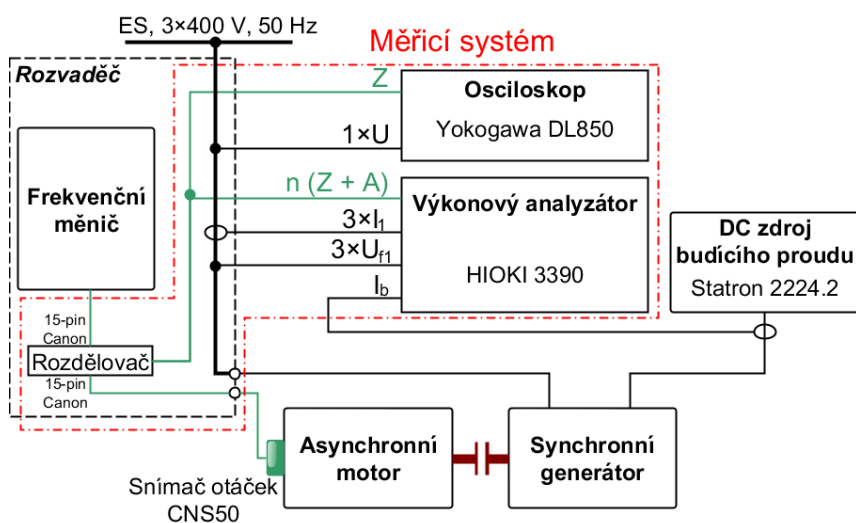 ES, 3×400 V, 50 Hz
Měřicí systém
Rozvaděč
Z
Osciloskop
Yokogawa DL850
1×U
Frekvenční
měnič
n (Z + A)
Výkonový analyzátor
3×I₁
3×U_f1
HIOKI 3390
I_b
DC zdroj
budícího proudu
Statron 2224.2
15-pin
Canon
Rozdělovač
15-pin
Canon
Asynchronní
motor
Synchronní
generátor
Snímač otáček
CNS50